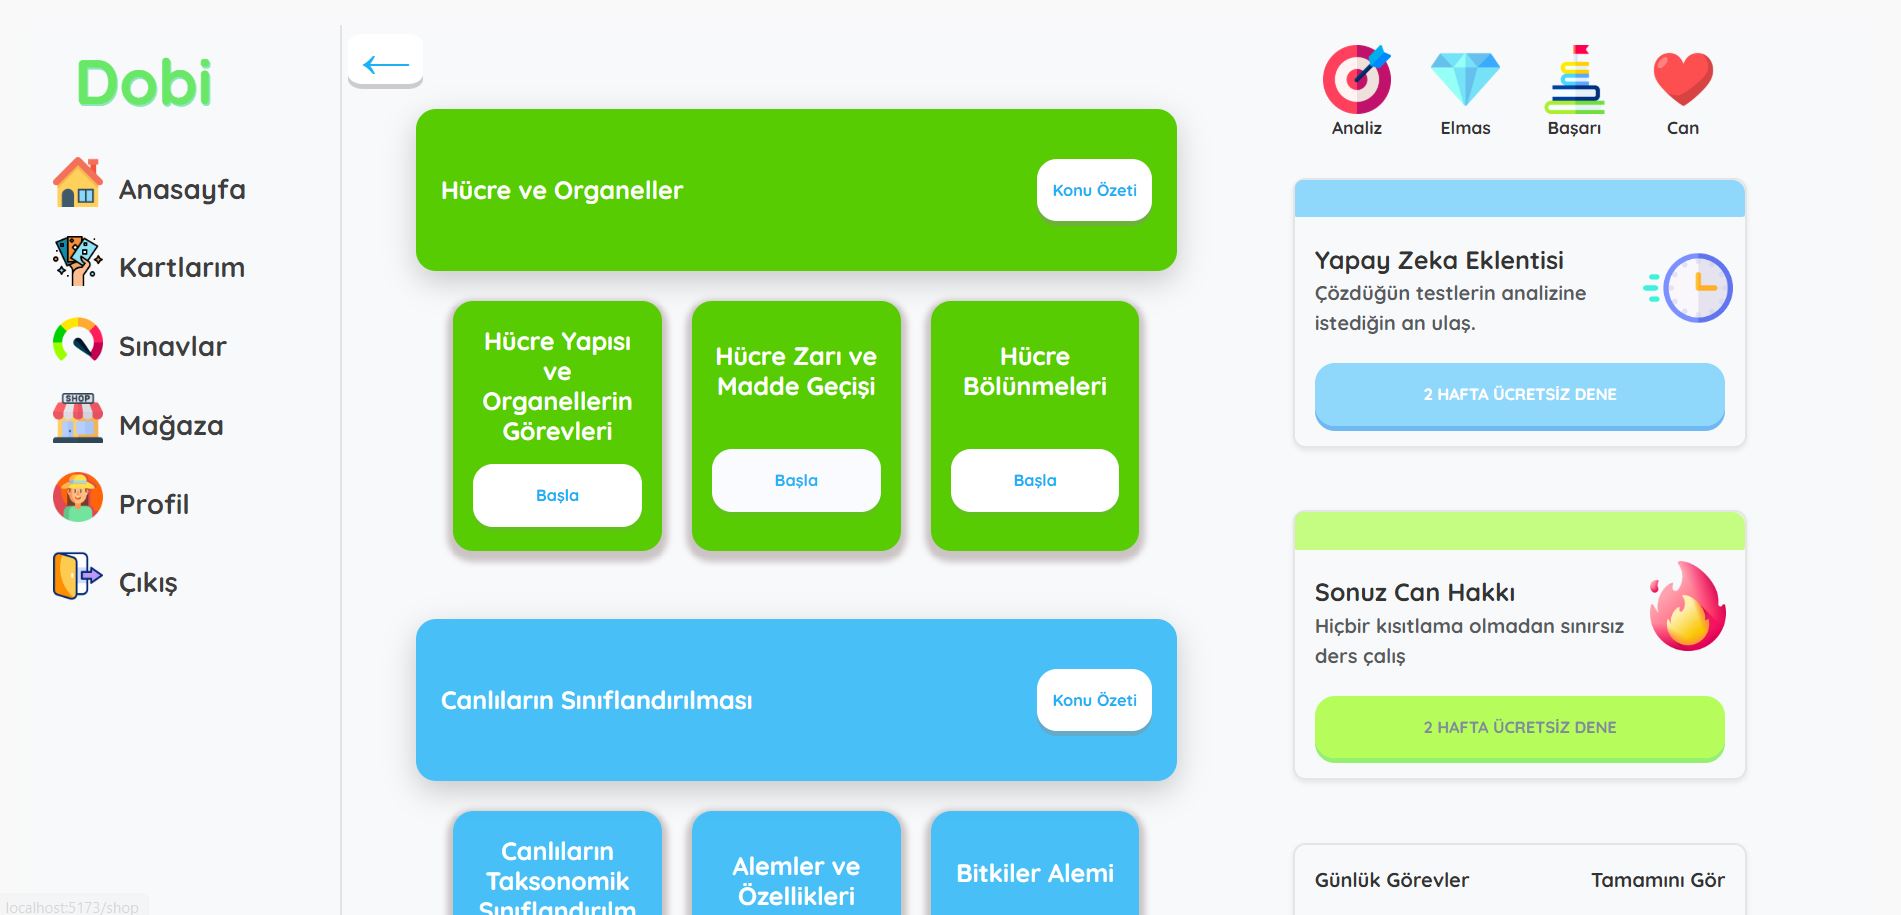 Dobi
Anasayfa
Kartlarım
Sınavlar
SHOP
Mağaza
Profil
Çıkış
Hücre ve Organeller
Konu Özeti
Hücre Yapısı
ve
Organellerin
Görevleri
Başla
Hücre Zarı ve
Madde Geçişi
Başla
Hücre
Bölünmeleri
Başla
Canlıların Sınıflandırılması
Konu Özeti
Canlıların
Taksonomik
Sınıflandırılm
Alemler ve
Özellikleri
Bitkiler Alemi
Analiz
Elmas
Başarı
Can
Yapay Zeka Eklentisi
Çözdüğün testlerin analizine
istediğin an ulaş.
2 HAFTA ÜCRETSİZ DENE
Sonuz Can Hakkı
Hiçbir kısıtlama olmadan sınırsız
ders çalış
2 HAFTA ÜCRETSİZ DENE
Günlük Görevler
Tamamını Gör
localhost:5173/shop